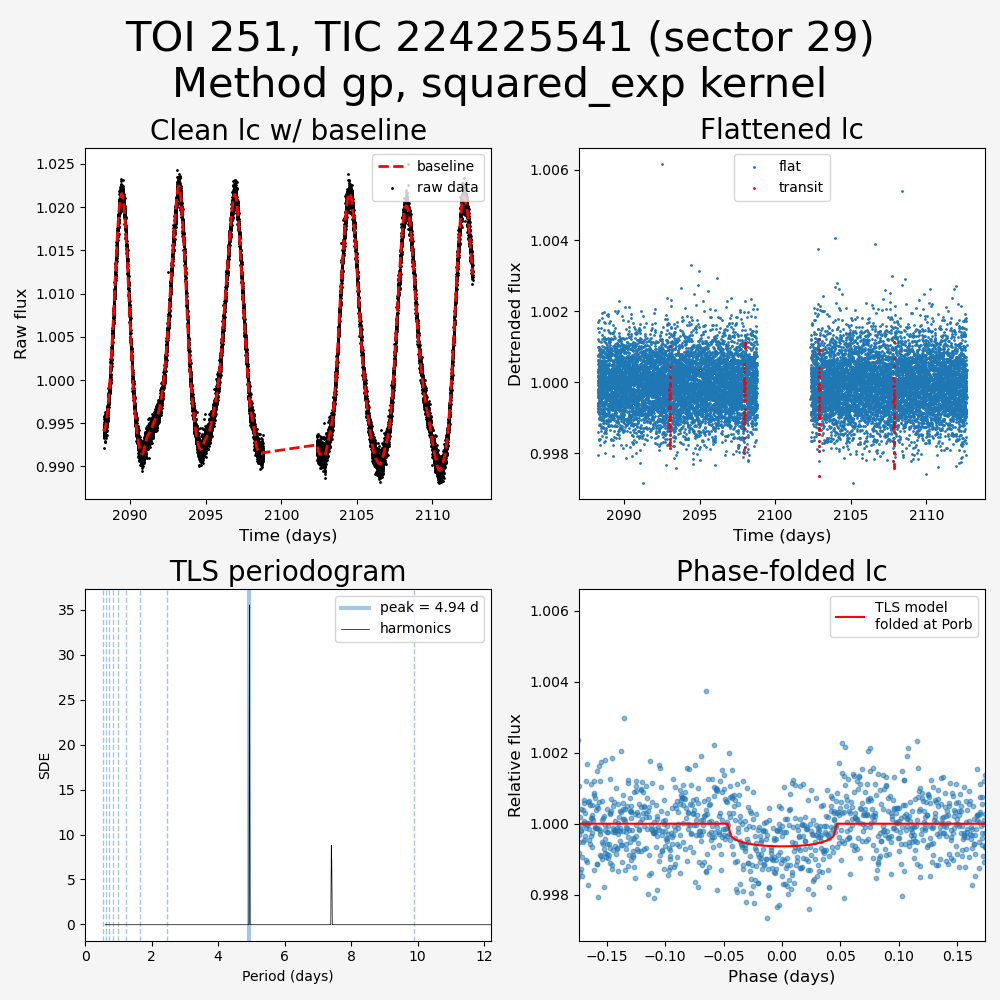 TOI 251, TIC 224225541 (sector 29)
Method gp, squared_exp kernel
Clean lc w/ baseline
baseline
raw data
Raw flux
1.025
1.020
1.015
1.010
1.005
1.000
0.995
0.990
2090
2095
2100
2105
2110
Time (days)
Flattened lc
flat
transit
Detrended flux
1.006
1.004
1.002
1.000
0.998
2090
2095
2100
2105
2110
Time (days)
TLS periodogram
peak = 4.94 d
harmonics
SDE
35
30
25
20
15
10
5
0
0
2
4
6
8
10
12
Period (days)
Phase-folded lc
TLS model
folded at Porb
Relative flux
1.006
1.004
1.002
1.000
0.998
−0.15
−0.10
−0.05
0.00
0.05
0.10
0.15
Phase (days)